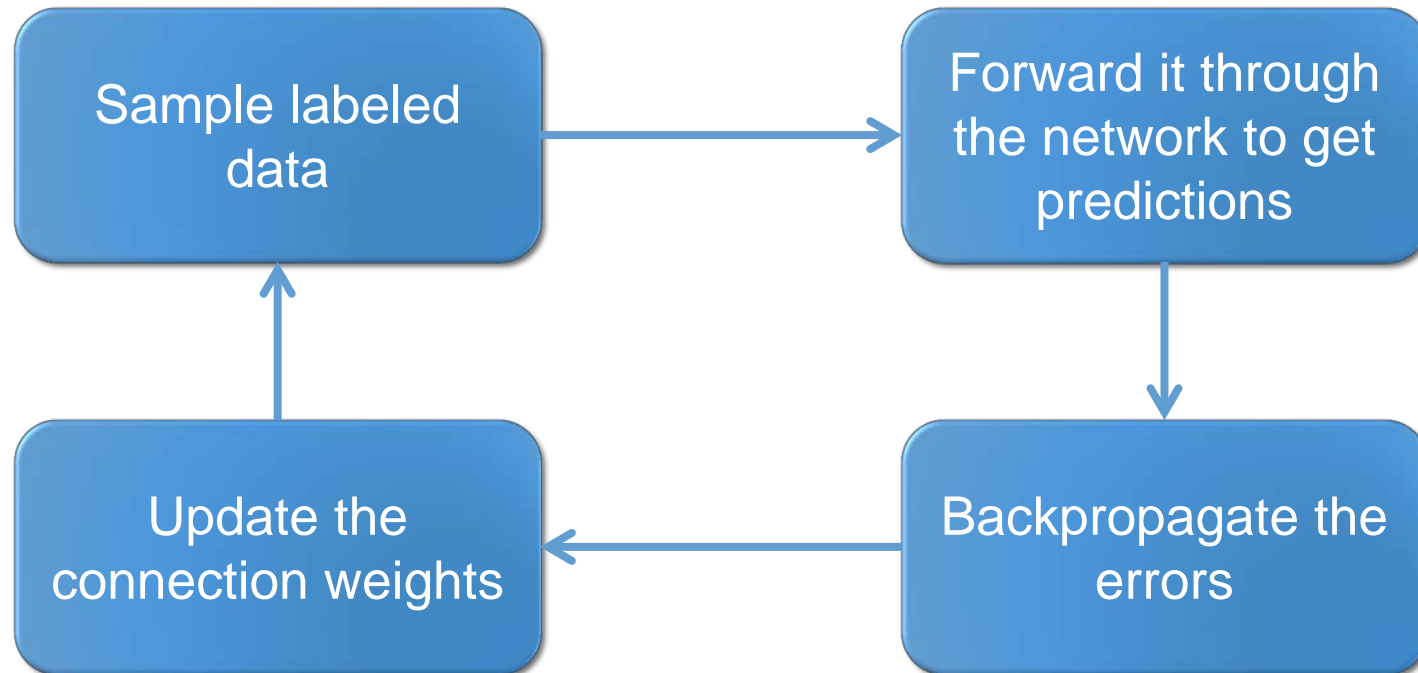 Sample labeled
data
Forward it through
the network to get
predictions
Update the
connection weights
Backpropagate the
errors